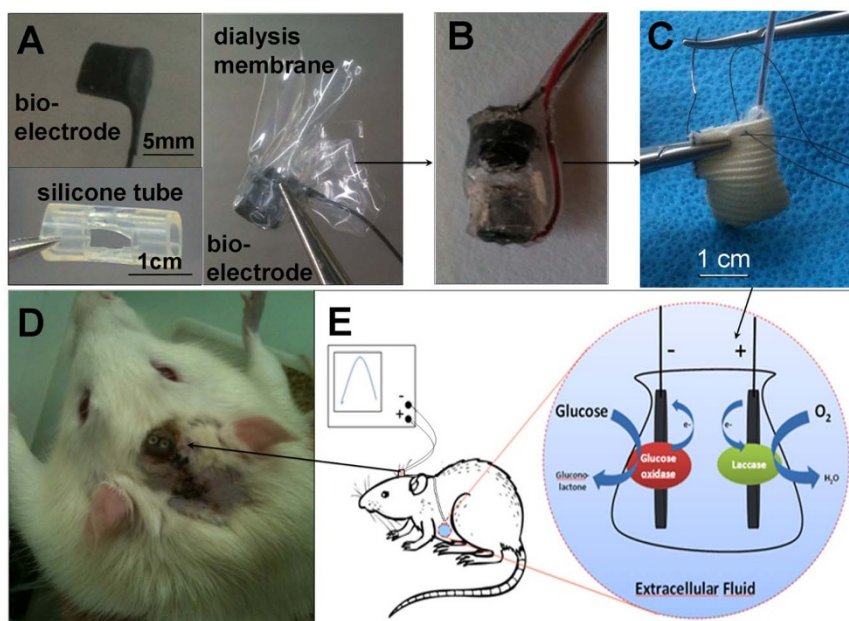 A
bio-
electrode
5mm
silicone tube
1cm
dialysis
membrane
bio-
electrode
B
C
1 cm
D
E
-
+
-
+
Glucose
O₂
e-
e-
Glucose
oxidase
Laccase
Glucono-
lactone
H₂O
Extracellular Fluid